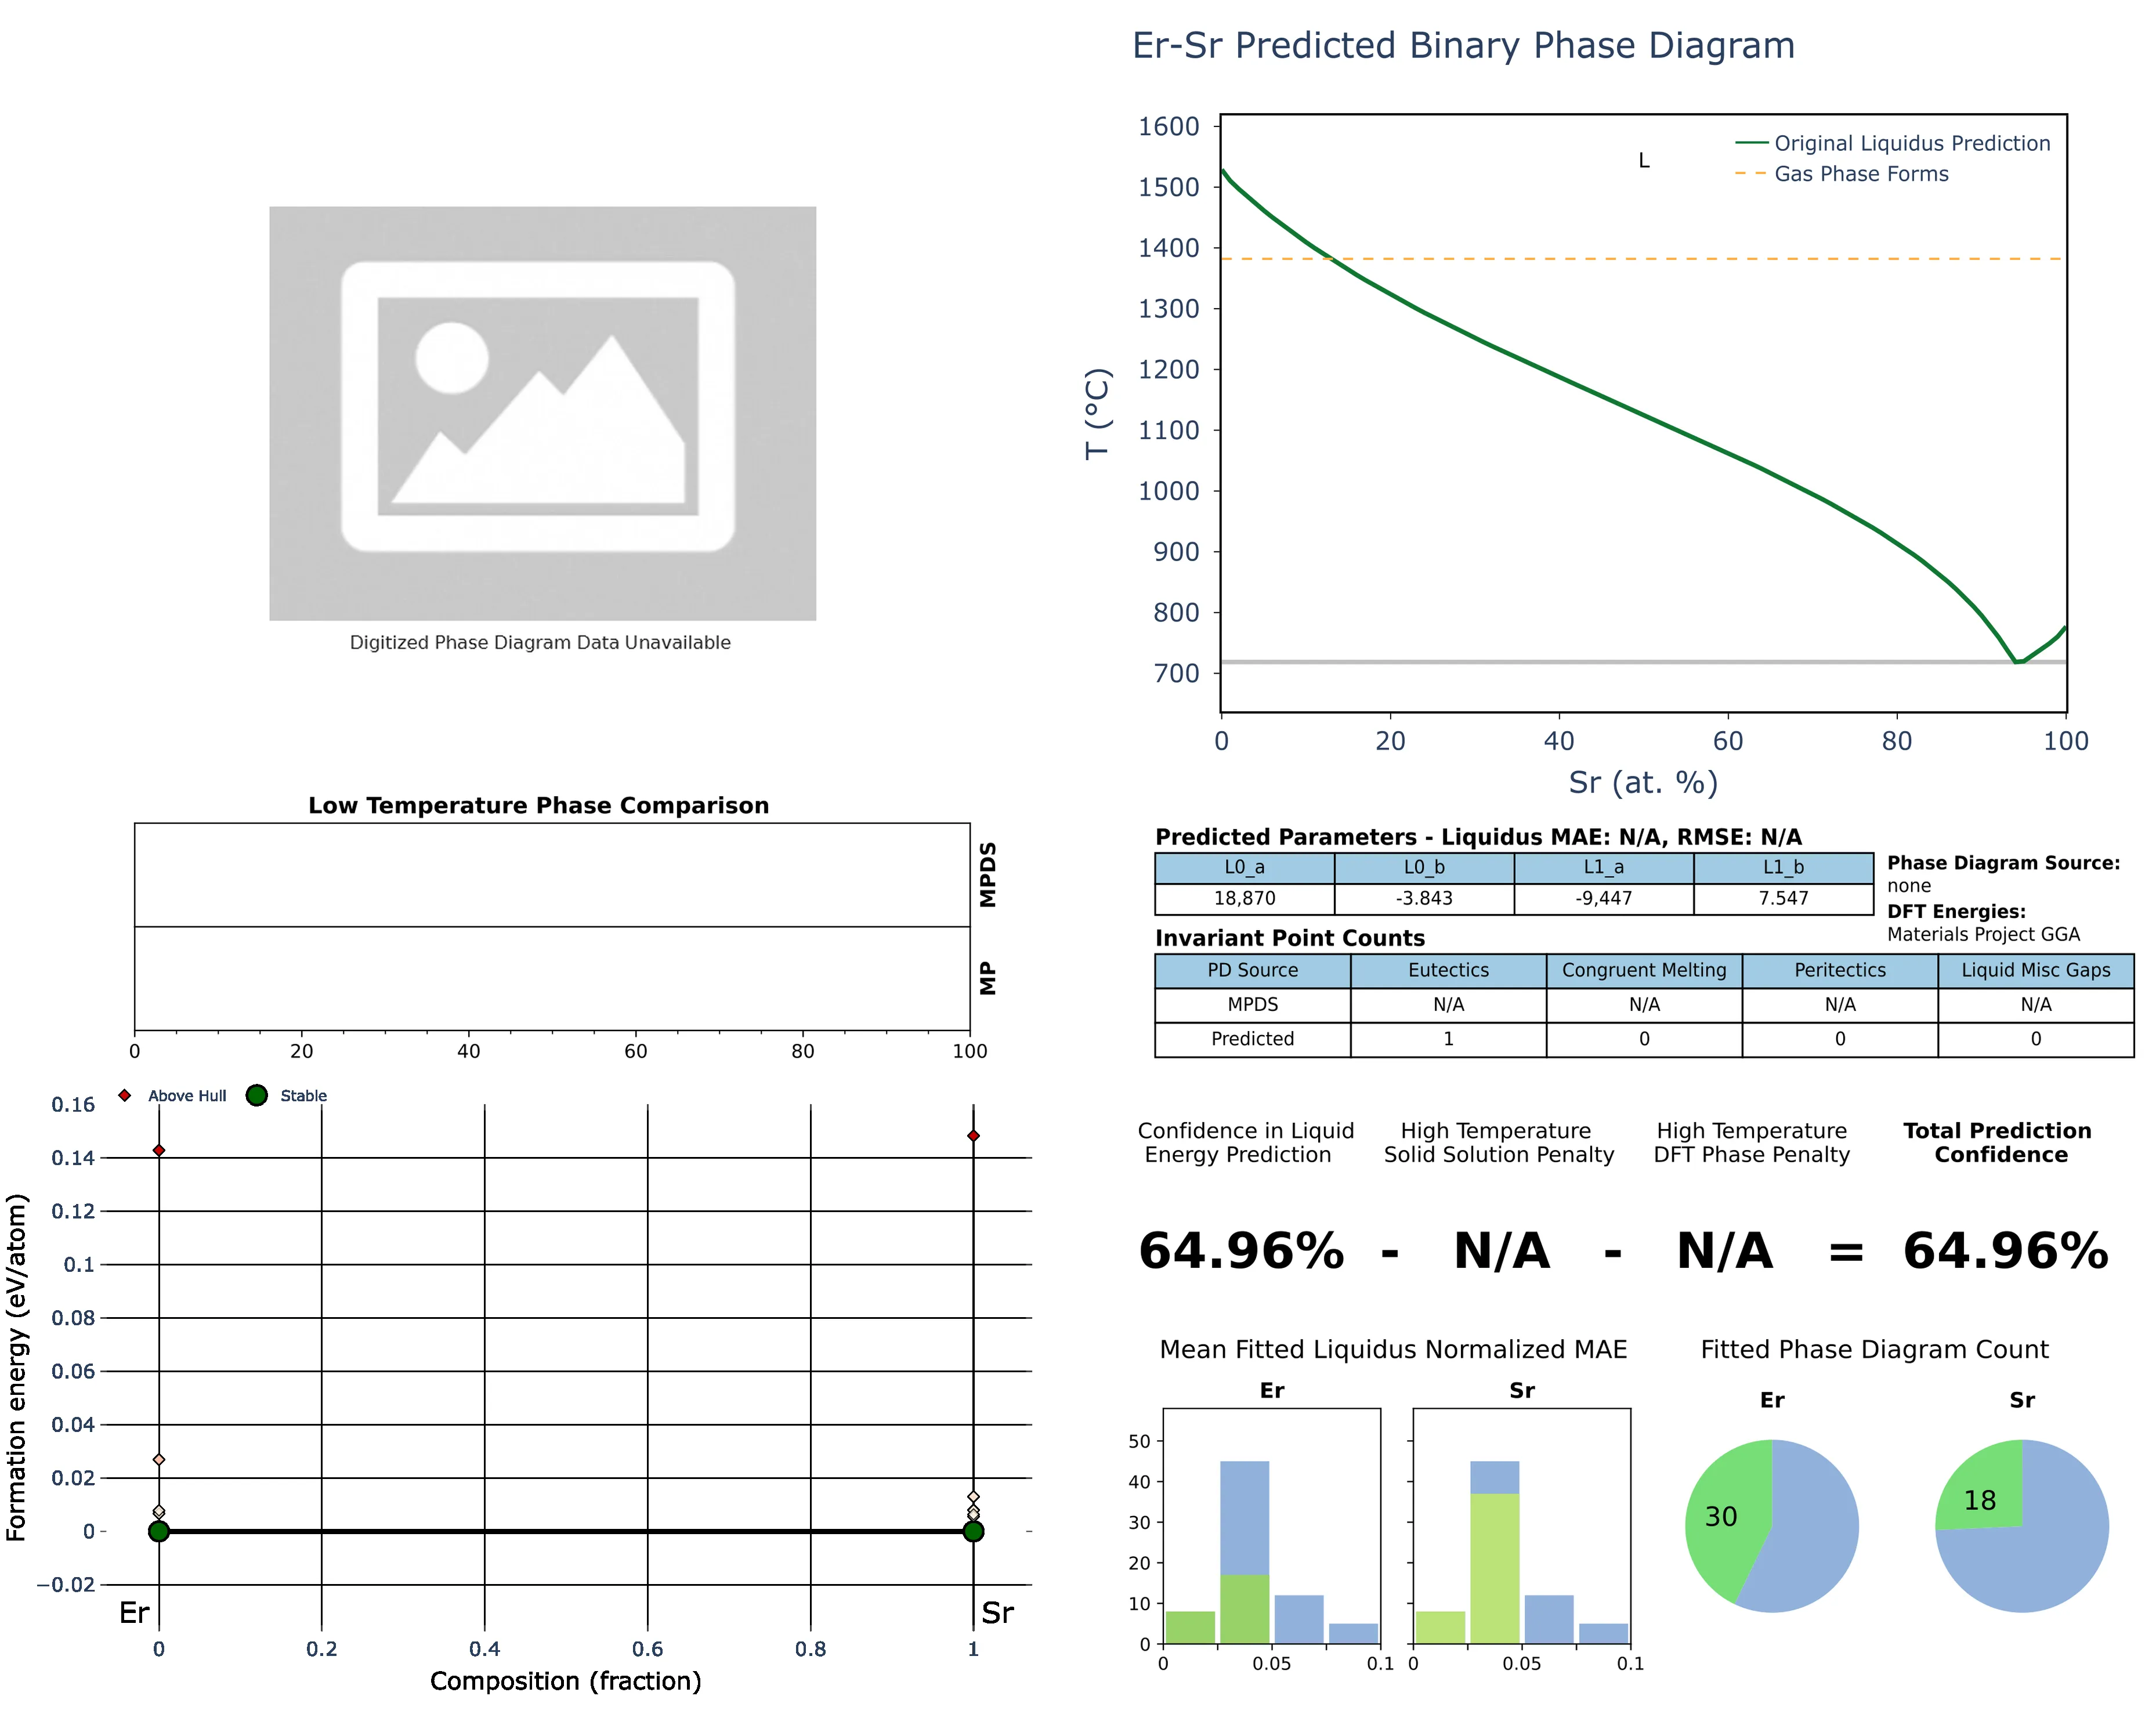 Er-Sr Predicted Binary Phase Diagram
Digitized Phase Diagram Data Unavailable
1600
1500
1400
1300
1200
1100
1000
900
800
700
T (°C)
L
Original Liquidus Prediction
Gas Phase Forms
0 20 40 60 80 100
Sr (at. %)
Low Temperature Phase Comparison
MPDS
MP
0 20 40 60 80 100
Predicted Parameters - Liquidus MAE: N/A, RMSE: N/A
L0_a L0_b L1_a L1_b
18,870 -3.843 -9,447 7.547
Phase Diagram Source:
none
DFT Energies:
Materials Project GGA
Invariant Point Counts
PD Source Eutectics Congruent Melting Peritectics Liquid Misc Gaps
MPDS N/A N/A N/A N/A
Predicted 1 0 0 0
Above Hull Stable
0.16
0.14
0.12
0.1
0.08
0.06
0.04
0.02
0
−0.02
Formation energy (eV/atom)
Er Sr
0 0.2 0.4 0.6 0.8 1
Composition (fraction)
Confidence in Liquid
Energy Prediction
High Temperature
Solid Solution Penalty
High Temperature
DFT Phase Penalty
Total Prediction
Confidence
64.96% - N/A - N/A = 64.96%
Mean Fitted Liquidus Normalized MAE
Er Sr
50
40
30
20
10
0
0 0.05 0.1 0 0.05 0.1
Fitted Phase Diagram Count
Er Sr
30 18